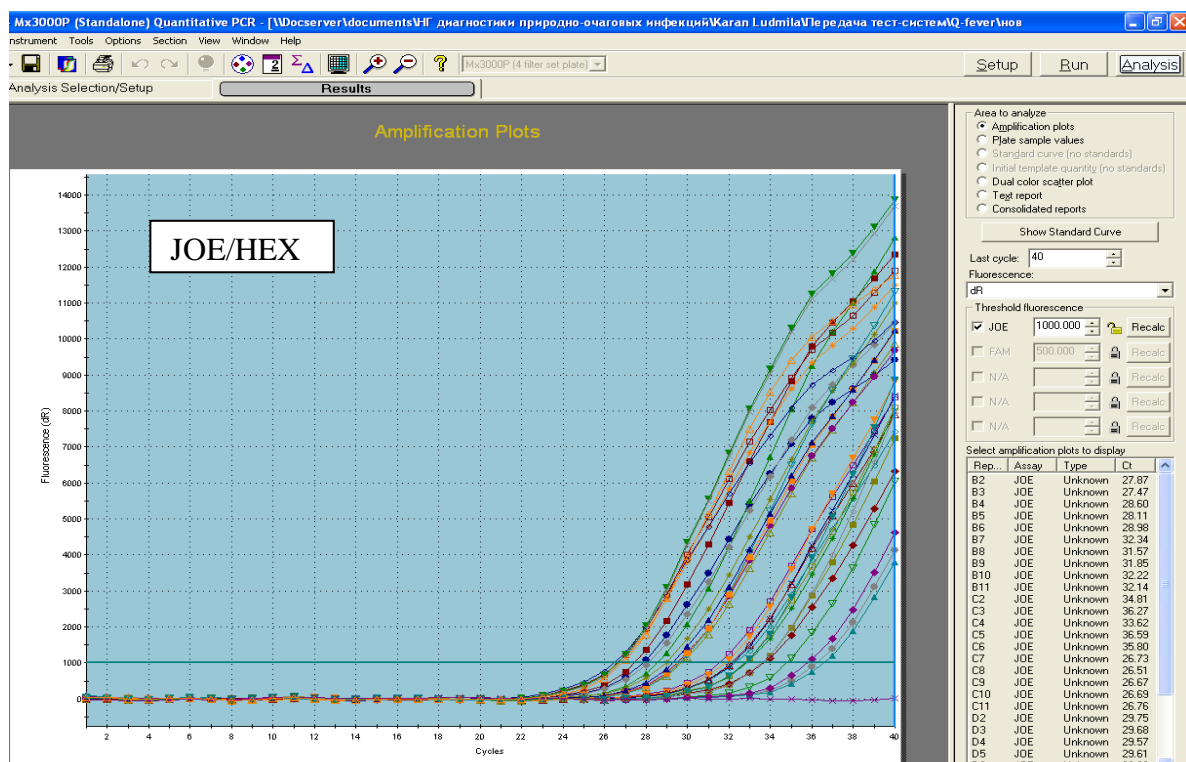 Mx3000P (Standalone) Quantitative PCR - [\\Docserver\documents\НГ диагностики природно-очаговых инфекций\Karan Ludmila\Передача тест-систем\Q-fever\нов
nstrument Tools Options Section View Window Help
Mx3000P (4 filter set plate)
Setup Run Analysis
Analysis Selection/Setup Results
Amplification Plots
JOE/HEX
Fluorescence (dR)
14000
13000
12000
11000
10000
9000
8000
7000
6000
5000
4000
3000
2000
1000
0
2 4 6 8 10 12 14 16 18 20 22 24 26 28 30 32 34 36 38 40
Cycles
Area to analyze
Amplification plots
Plate sample values
Standard curve (no standards)
Initial template quantity (no standards)
Dual color scatter plot
Text report
Consolidated reports
Show Standard Curve
Last cycle: 40
Fluorescence:
dR
Threshold fluorescence
JOE 1000.000 Recalc
FAM 500.000 Recalc
N/A Recalc
N/A Recalc
N/A Recalc
Select amplification plots to display
Rep... Assay Type Ct
B2 JOE Unknown 27.87
B3 JOE Unknown 27.47
B4 JOE Unknown 28.60
B5 JOE Unknown 28.11
B6 JOE Unknown 28.98
B7 JOE Unknown 32.34
B8 JOE Unknown 31.57
B9 JOE Unknown 31.85
B10 JOE Unknown 32.22
B11 JOE Unknown 32.14
C2 JOE Unknown 34.81
C3 JOE Unknown 36.27
C4 JOE Unknown 33.62
C5 JOE Unknown 36.59
C6 JOE Unknown 35.80
C7 JOE Unknown 26.73
C8 JOE Unknown 26.51
C9 JOE Unknown 26.67
C10 JOE Unknown 26.69
C11 JOE Unknown 26.76
D2 JOE Unknown 29.75
D3 JOE Unknown 29.68
D4 JOE Unknown 29.57
D5 JOE Unknown 29.61